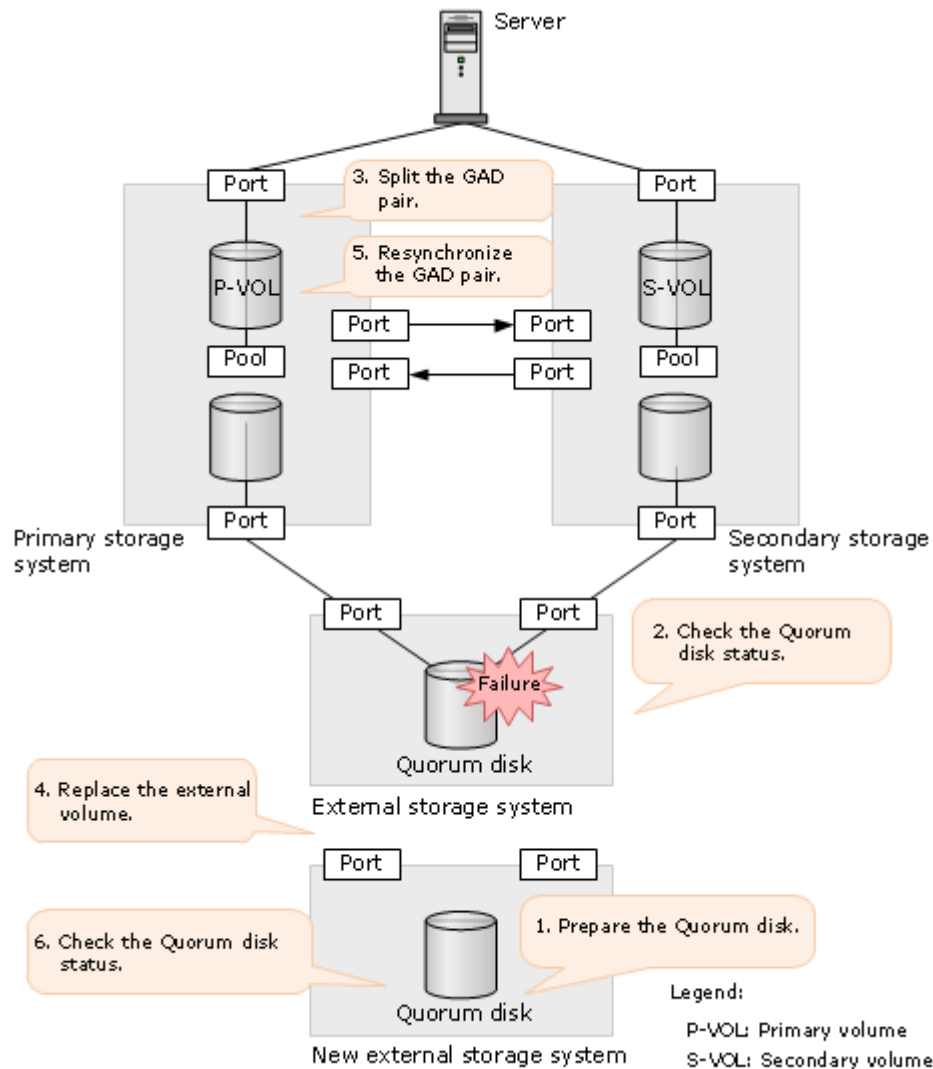 Server
Port
Port
3. Split the GAD
pair.
5. Resynchronize
the GAD pair.
P-VOL
S-VOL
Port
Port
Pool
Pool
Port
Port
Port
Port
Primary storage
system
Secondary storage
system
Port
Port
2. Check the Quorum
disk status.
Failure
Quorum disk
External storage system
4. Replace the external
volume.
Port
Port
1. Prepare the Quorum disk.
6. Check the Quorum disk
status.
Quorum disk
New external storage system
Legend:
P-VOL: Primary volume
S-VOL: Secondary volume